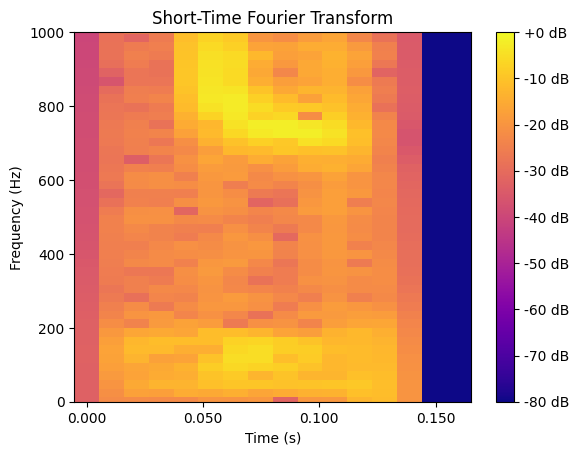 Short-Time Fourier Transform
Frequency (Hz)
1000
800
600
400
200
0
0.000
0.050
0.100
0.150
Time (s)
+0 dB
-10 dB
-20 dB
-30 dB
-40 dB
-50 dB
-60 dB
-70 dB
-80 dB